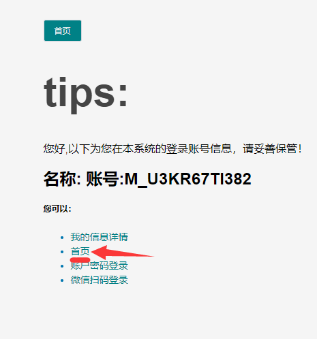 首页
tips:
您好,以下为您在本系统的登录账号信息，请妥善保管！
名称: 账号:M_U3KR67TI382
您可以：
我的信息详情
首页
账户密码登录
微信扫码登录